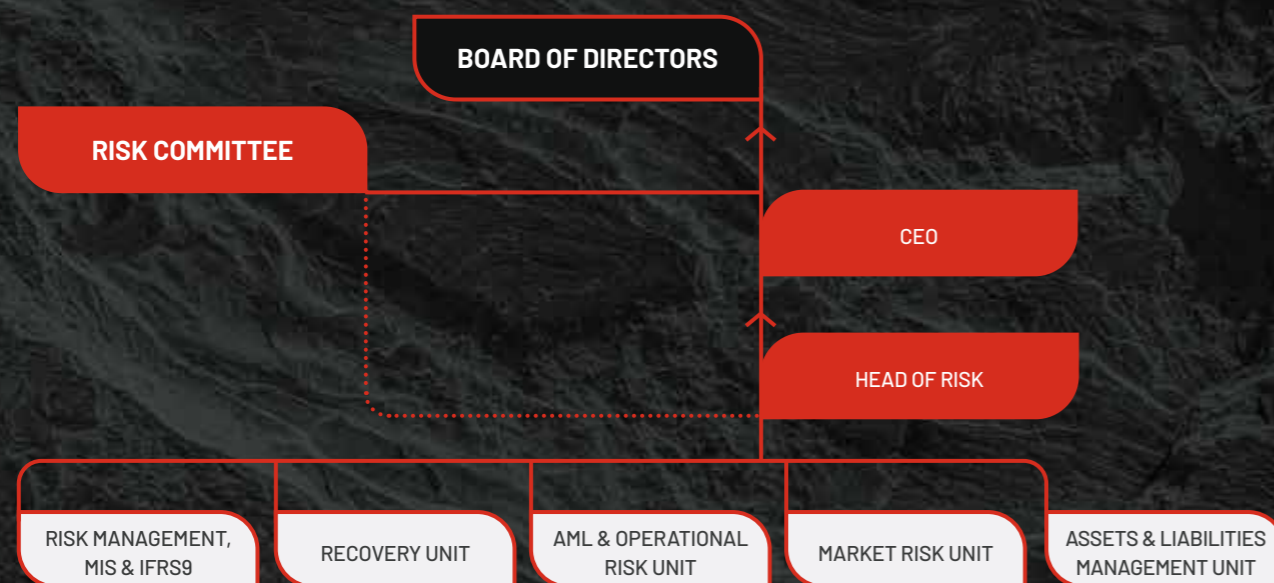 BOARD OF DIRECTORS
RISK COMMITTEE
CEO
HEAD OF RISK
RISK MANAGEMENT,
MIS & IFRS9
RECOVERY UNIT
AML & OPERATIONAL
RISK UNIT
MARKET RISK UNIT
ASSETS & LIABILITIES
MANAGEMENT UNIT